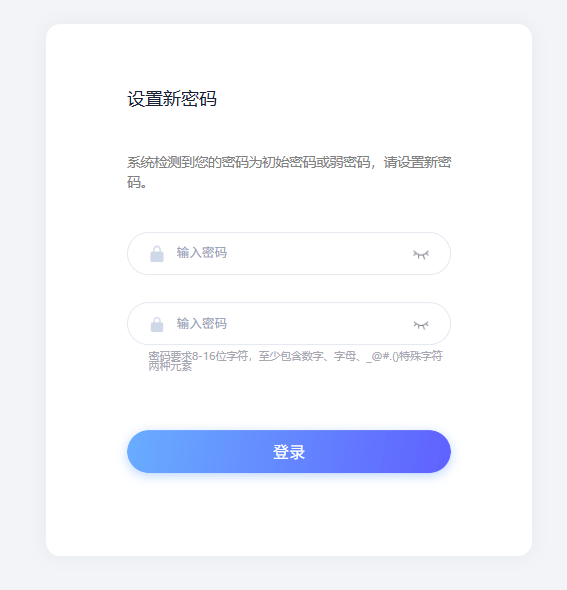 设置新密码
系统检测到您的密码为初始密码或弱密码，请设置新密
码。
输入密码
输入密码
密码要求8-16位字符，至少包含数字、字母、_@#.()特殊字符
两种元素
登录